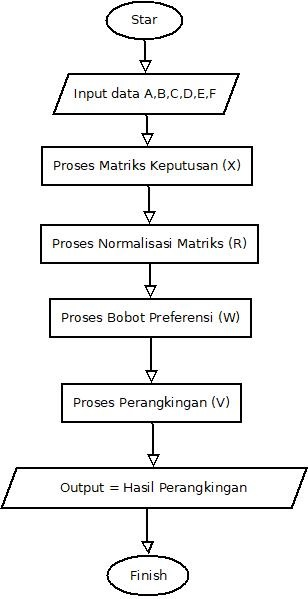 Star
Input data A,B,C,D,E,F
Proses Matriks Keputusan (X)
Proses Normalisasi Matriks (R)
Proses Bobot Preferensi (W)
Proses Perangkingan (V)
Output = Hasil Perangkingan
Finish